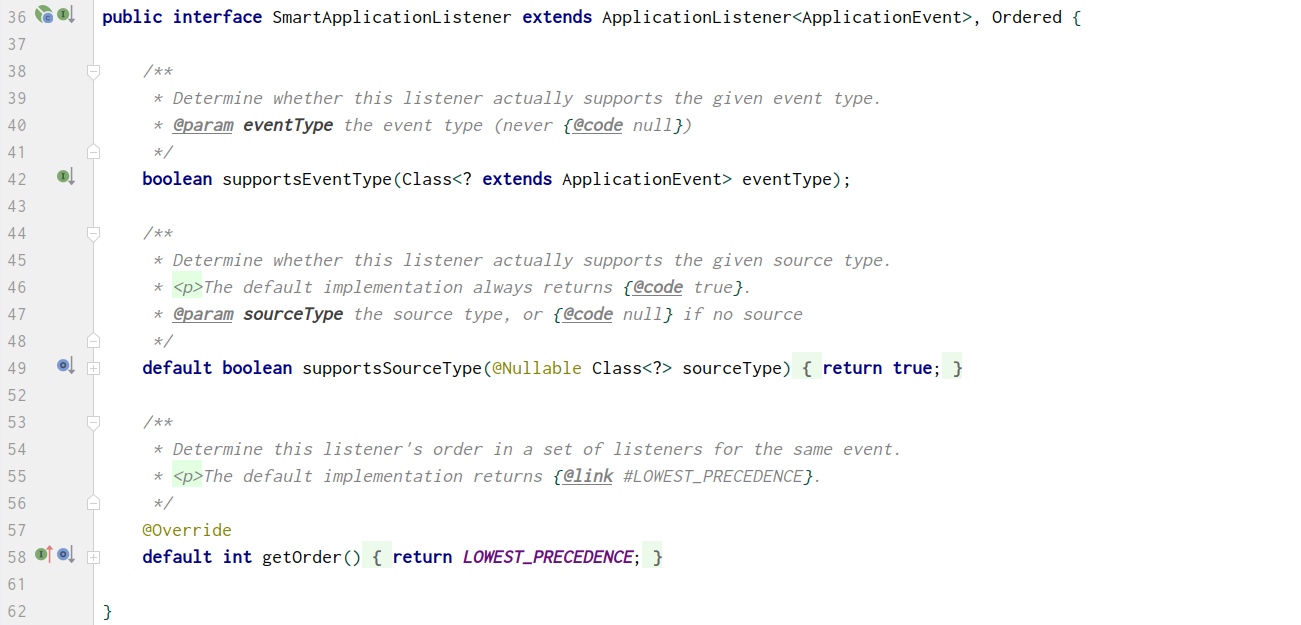 36 public interface SmartApplicationListener extends ApplicationListener<ApplicationEvent>, Ordered {
37
38 /**
39 * Determine whether this listener actually supports the given event type.
40 * @param eventType the event type (never {@code null})
41 */
42 boolean supportsEventType(Class<? extends ApplicationEvent> eventType);
43
44 /**
45 * Determine whether this listener actually supports the given source type.
46 * <p>The default implementation always returns {@code true}.
47 * @param sourceType the source type, or {@code null} if no source
48 */
49 default boolean supportsSourceType(@Nullable Class<?> sourceType) { return true; }
52
53 /**
54 * Determine this listener's order in a set of listeners for the same event.
55 * <p>The default implementation returns {@link #LOWEST_PRECEDENCE}.
56 */
57 @Override
58 default int getOrder() { return LOWEST_PRECEDENCE; }
61
62 }